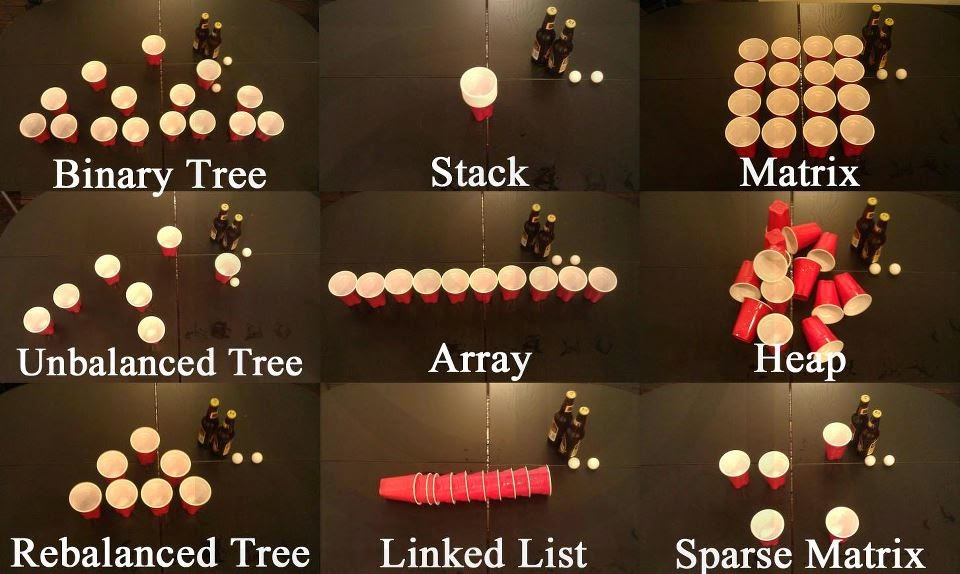 Binary Tree
Stack
Matrix
Unbalanced Tree
Array
Heap
Rebalanced Tree
Linked List
Sparse Matrix